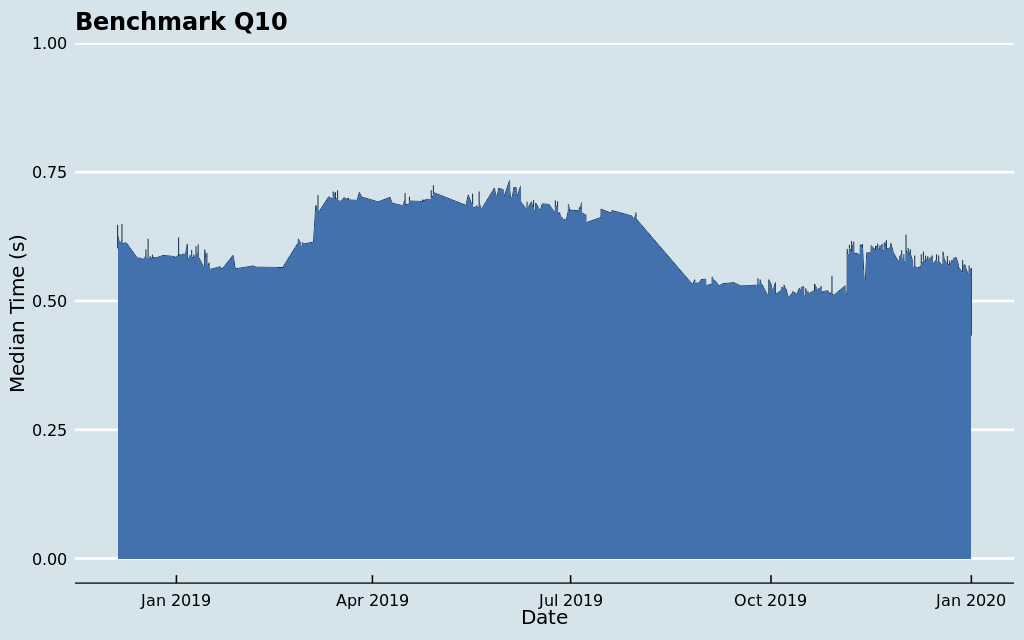 Benchmark Q10
1.00
0.75
0.50
0.25
0.00
Median Time (s)
Jan 2019
Apr 2019
Jul 2019
Oct 2019
Jan 2020
Date